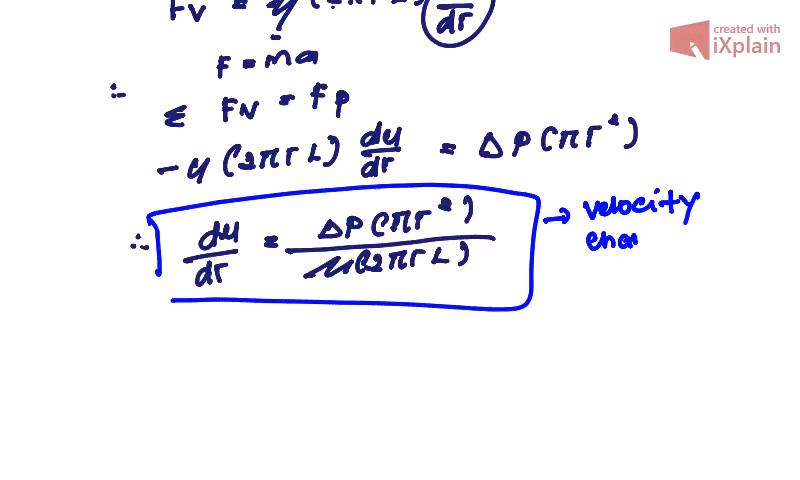 created with
iXplain
Fv = μ (2πrL) du/dr
F = ma
∴ Σ Fv = Fp
-μ (2πrL) du/dr = ΔP(πr²)
∴ du/dr = ΔP(πr²) / μ(2πrL) → velocity
chan